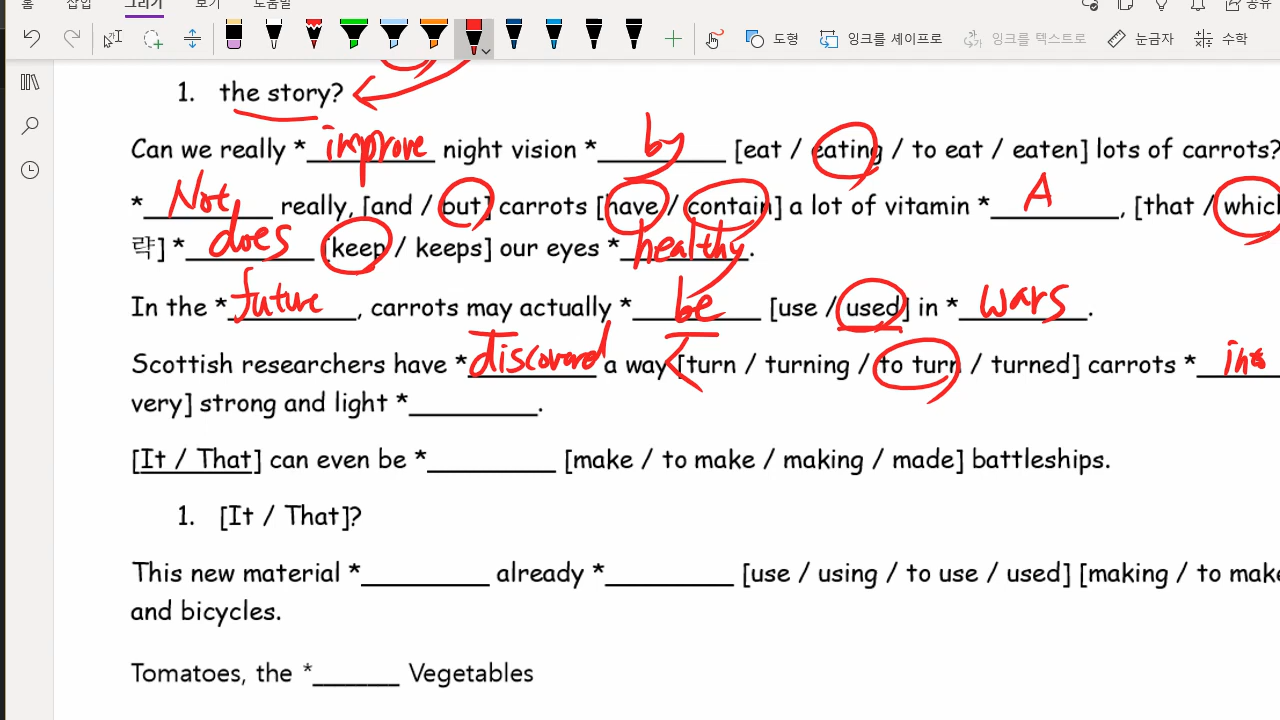 홈 삽입 그리기 보기 도움말 공유
도형 잉크를 셰이프로 잉크를 텍스트로 눈금자 수학
1. the story?
Can we really * improve night vision * by [eat / eating / to eat / eaten] lots of carrots?
* Not really, [and / but] carrots [have / contain] a lot of vitamin * A , [that / which
략] * does [keep / keeps] our eyes * healthy.
In the * future , carrots may actually * be [use / used] in * wars.
Scottish researchers have * discovered a way [turn / turning / to turn / turned] carrots * into
very] strong and light *_________.
[It / That] can even be *_________ [make / to make / making / made] battleships.
1. [It / That]?
This new material *_________ already *_________ [use / using / to use / used] [making / to make
and bicycles.
Tomatoes, the *______ Vegetables